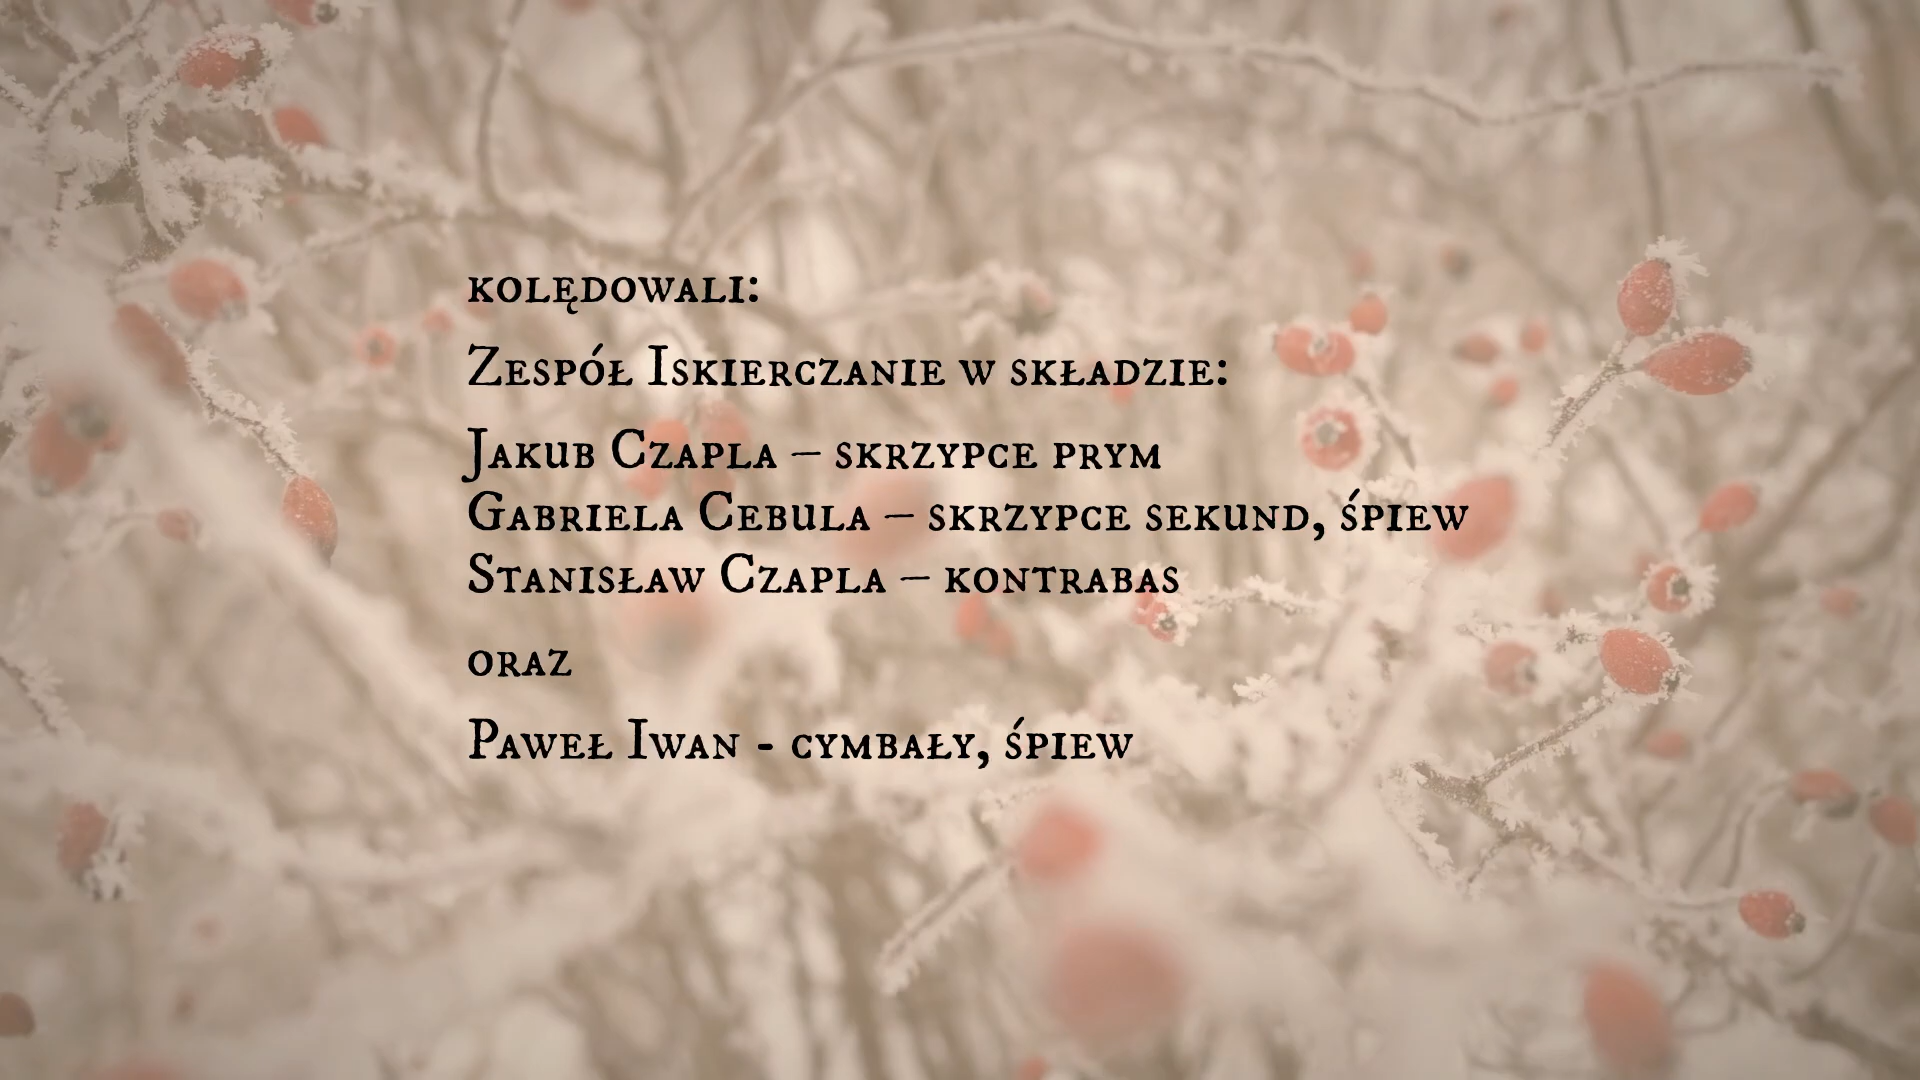 kolędowali:
Zespół Iskierczanie w składzie:
Jakub Czapla – skrzypce prym
Gabriela Cebula – skrzypce sekund, śpiew
Stanisław Czapla – kontrabas
oraz
Paweł Iwan - cymbały, śpiew